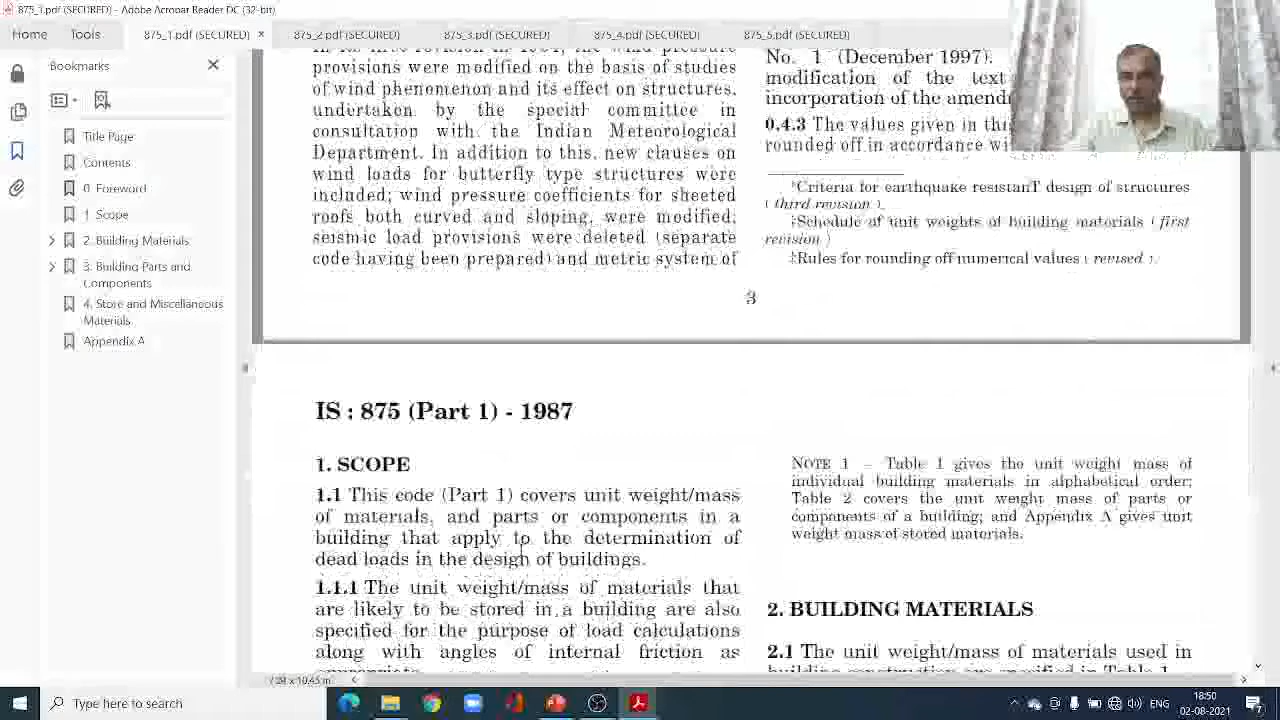 875_3.pdf (SECURED) - Adobe Acrobat Reader DC (32-bit)
Home Tools 875_1.pdf (SECURED) × 875_2.pdf (SECURED) 875_3.pdf (SECURED) 875_4.pdf (SECURED) 875_5.pdf (SECURED)
Bookmarks ×
Title Page
Contents
0. Foreword
1 Scope
2. Building Materials
3. Building Parts and
Components
4. Store and Miscellaneous
Materials
Appendix A
the wind pressure
provisions were modified on the basis of studies
of wind phenomenon and its effect on structures,
undertaken by the special committee in
consultation with the Indian Meteorological
Department. In addition to this, new clauses on
wind loads for butterfly type structures were
included; wind pressure coefficients for sheeted
roofs both curved and sloping, were modified;
seismic load provisions were deleted (separate
code having been prepared) and metric system of
No. 1 (December 1997).
modification of the text
incorporation of the
0.4.3 The values given in
rounded off in accordance
*Criteria for earthquake resistanT design of structures
( third revision ).
†Schedule of unit weights of building materials ( first
revision )
‡Rules for rounding off numerical values ( revised ).
3
IS : 875 (Part 1) - 1987
1. SCOPE
1.1 This code (Part 1) covers unit weight/mass
of materials, and parts or components in a
building that apply to the determination of
dead loads in the design of buildings.
1.1.1 The unit weight/mass of materials that
are likely to be stored in a building are also
specified for the purpose of load calculations
along with angles of internal friction as
appropriate.
NOTE 1 – Table 1 gives the unit weight mass of
individual building materials in alphabetical order;
Table 2 covers the unit weight mass of parts or
components of a building; and Appendix A gives unit
weight mass of stored materials.
2. BUILDING MATERIALS
2.1 The unit weight/mass of materials used in
building construction are specified in Table 1.
Type here to search
ENG
18:50
02-08-2021